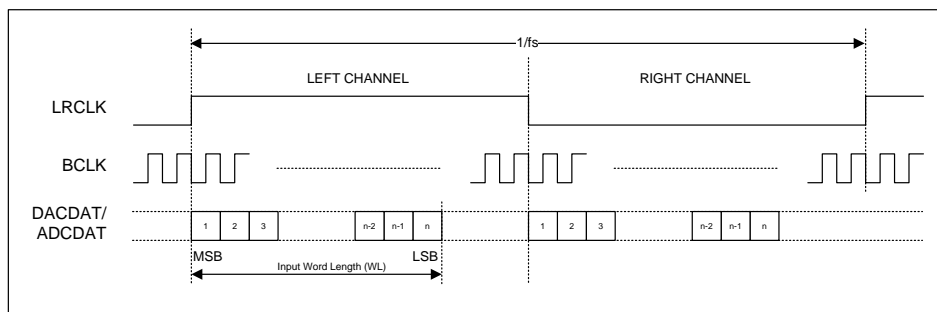 1/fs
LEFT CHANNEL RIGHT CHANNEL
LRCLK
BCLK
DACDAT/
ADCDAT
1 2 3 n-2 n-1 n 1 2 3 n-2 n-1 n
MSB LSB
Input Word Length (WL)